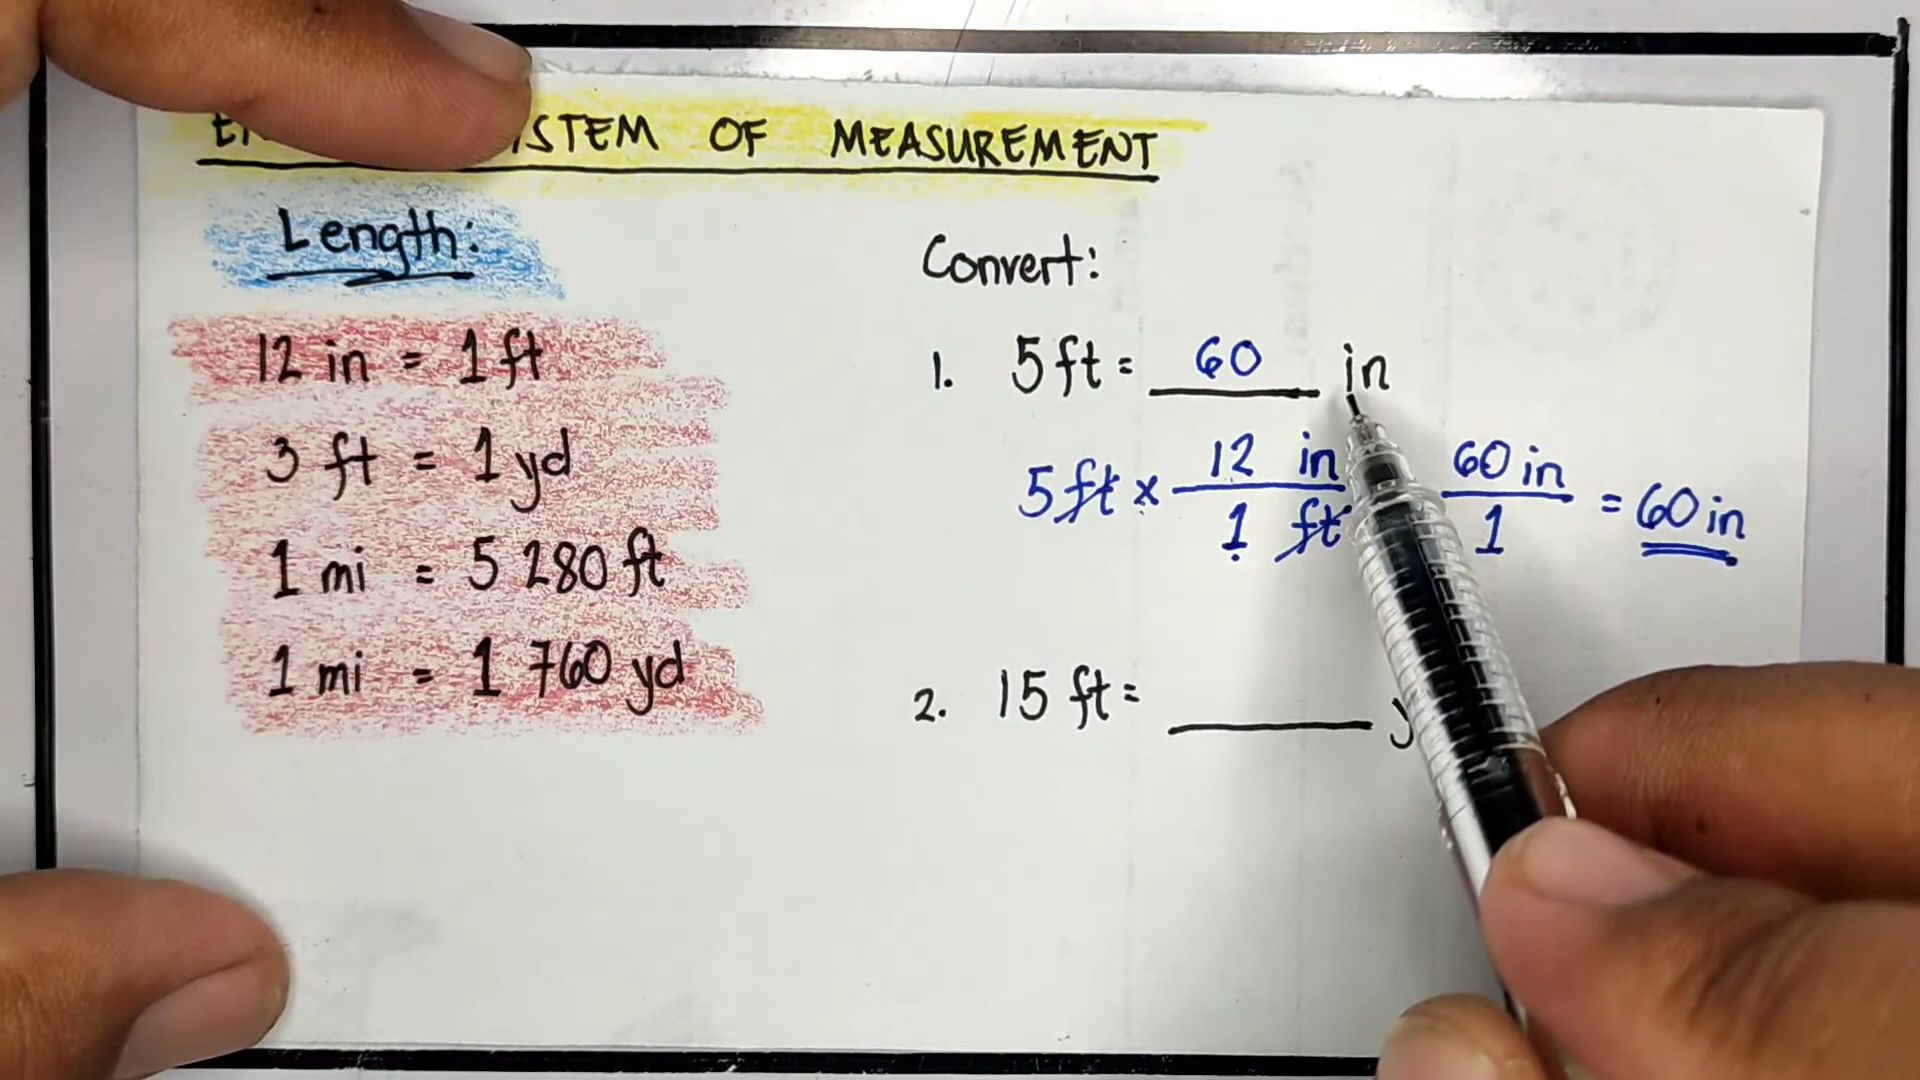 OF MEASUREMENT
Length:
12 in = 1 ft
3 ft = 1 yd
1 mi = 5 280 ft
1 mi = 1 760 yd
Convert:
1. 5 ft = 60 in
5 ft × 12 in / 1 ft 60 in / 1 = 60 in
2. 15 ft = ______